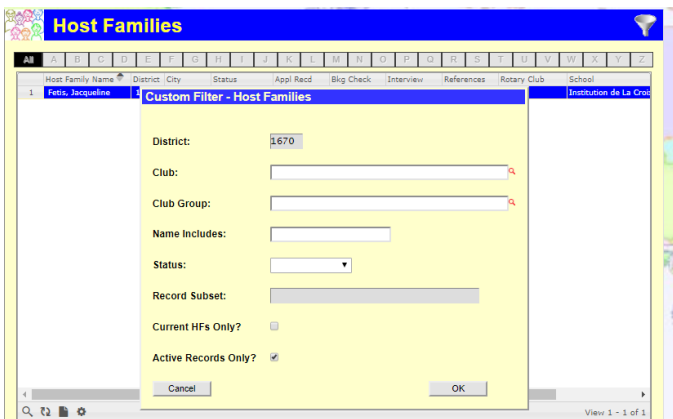 Host Families
All A B C D E F G H I J K L M N O P Q R S T U V W X Y Z
Host Family Name District City Status Appl Recd Bkg Check Interview References Rotary Club School
1 Fetis, Jacqueline 1 Institution de La Croi
Custom Filter - Host Families
District: 1670
Club:
Club Group:
Name Includes:
Status:
Record Subset:
Current HFs Only?
Active Records Only?
Cancel OK
View 1 - 1 of 1